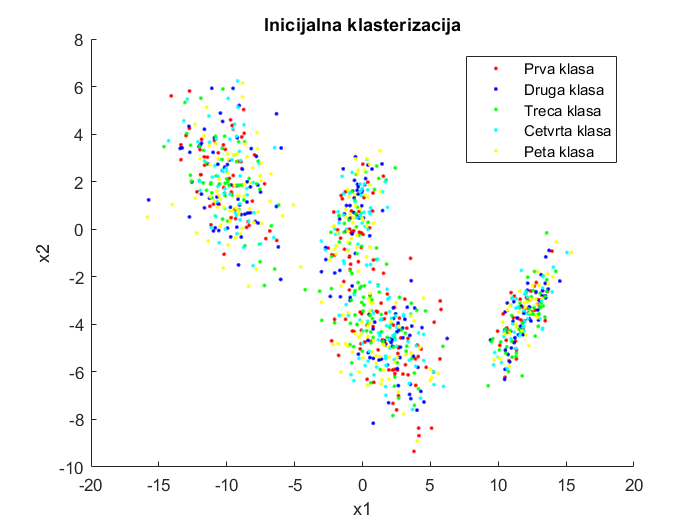 Inicijalna klasterizacija
Prva klasa
Druga klasa
Treca klasa
Cetvrta klasa
Peta klasa
8
6
4
2
0
-2
-4
-6
-8
-10
x2
-20 -15 -10 -5 0 5 10 15 20
x1